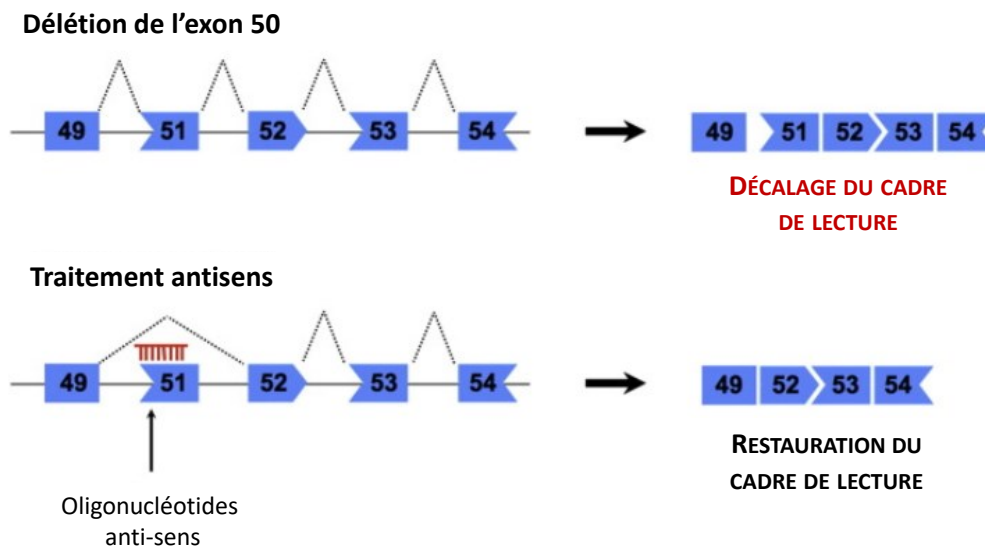 Délétion de l'exon 50
49 51 52 53 54
49 51 52 53 54
DÉCALAGE DU CADRE
DE LECTURE
Traitement antisens
49 51 52 53 54
49 52 53 54
RESTAURATION DU
CADRE DE LECTURE
Oligonucléotides
anti-sens